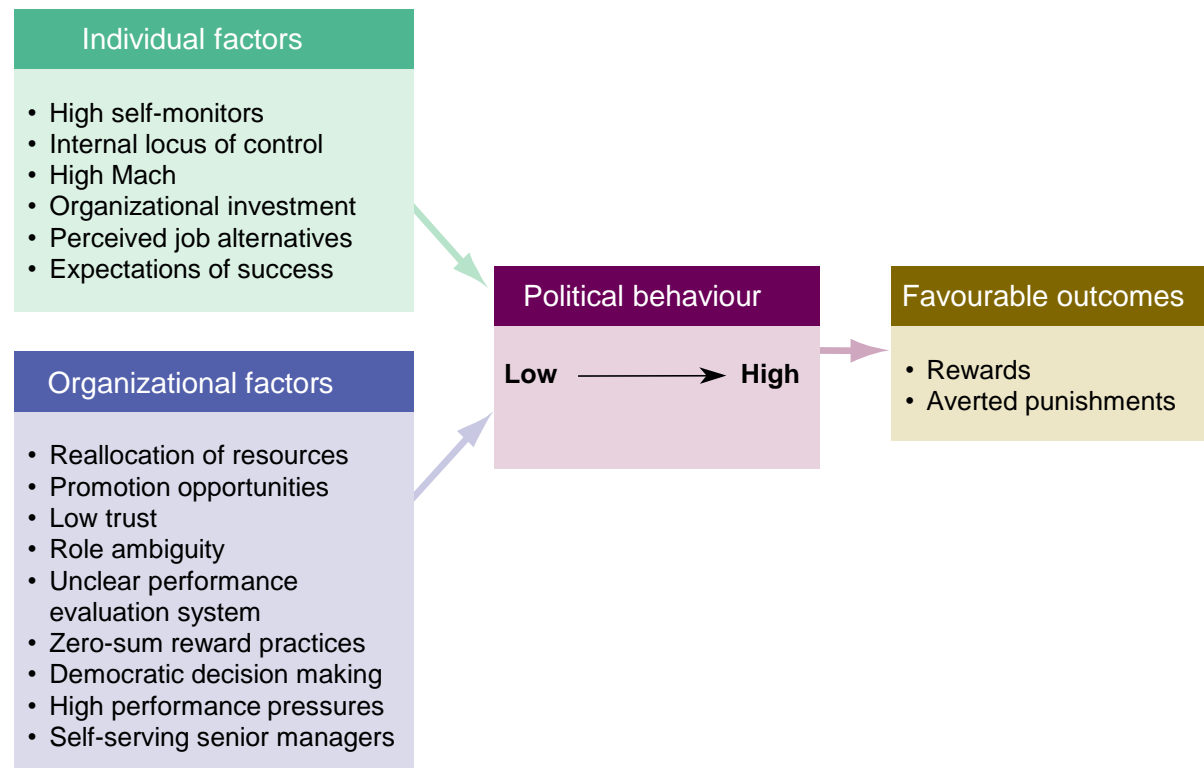 Individual factors
• High self-monitors
• Internal locus of control
• High Mach
• Organizational investment
• Perceived job alternatives
• Expectations of success
Organizational factors
• Reallocation of resources
• Promotion opportunities
• Low trust
• Role ambiguity
• Unclear performance
evaluation system
• Zero-sum reward practices
• Democratic decision making
• High performance pressures
• Self-serving senior managers
Political behaviour
Low High
Favourable outcomes
• Rewards
• Averted punishments